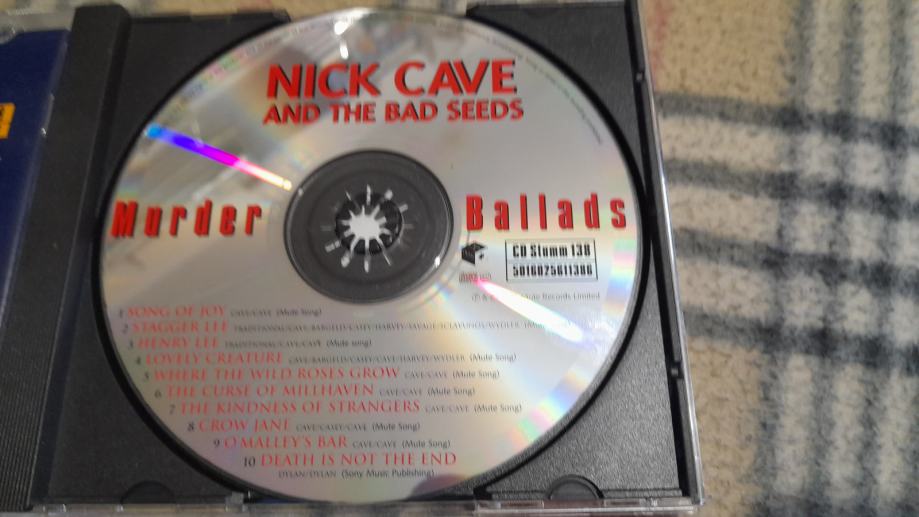 NICK CAVE
AND THE BAD SEEDS
Murder Ballads
CD Stumm 138
5016025611386
Mute Records Limited
1 SONG OF JOY CAVE/CAVE (Mute Song)
2 STAGGER LEE TRADITIONAL/CAVE/BARGELD/CASEY/HARVEY/SAVAGE/SCLAVUNOS/WYDLER
3 HENRY LEE TRADITIONAL/CAVE/CAVE (Mute song)
4 LOVELY CREATURE CAVE/BARGELD/CASEY/CAVE/HARVEY/WYDLER (Mute Song)
5 WHERE THE WILD ROSES GROW CAVE/CAVE (Mute Song)
6 THE CURSE OF MILLHAVEN CAVE/CAVE (Mute Song)
7 THE KINDNESS OF STRANGERS CAVE/CAVE (Mute Song)
8 CROW JANE CAVE/CASEY/CAVE (Mute Song)
9 O'MALLEY'S BAR CAVE/CAVE (Mute Song)
10 DEATH IS NOT THE END
DYLAN/DYLAN (Sony Music Publishing)